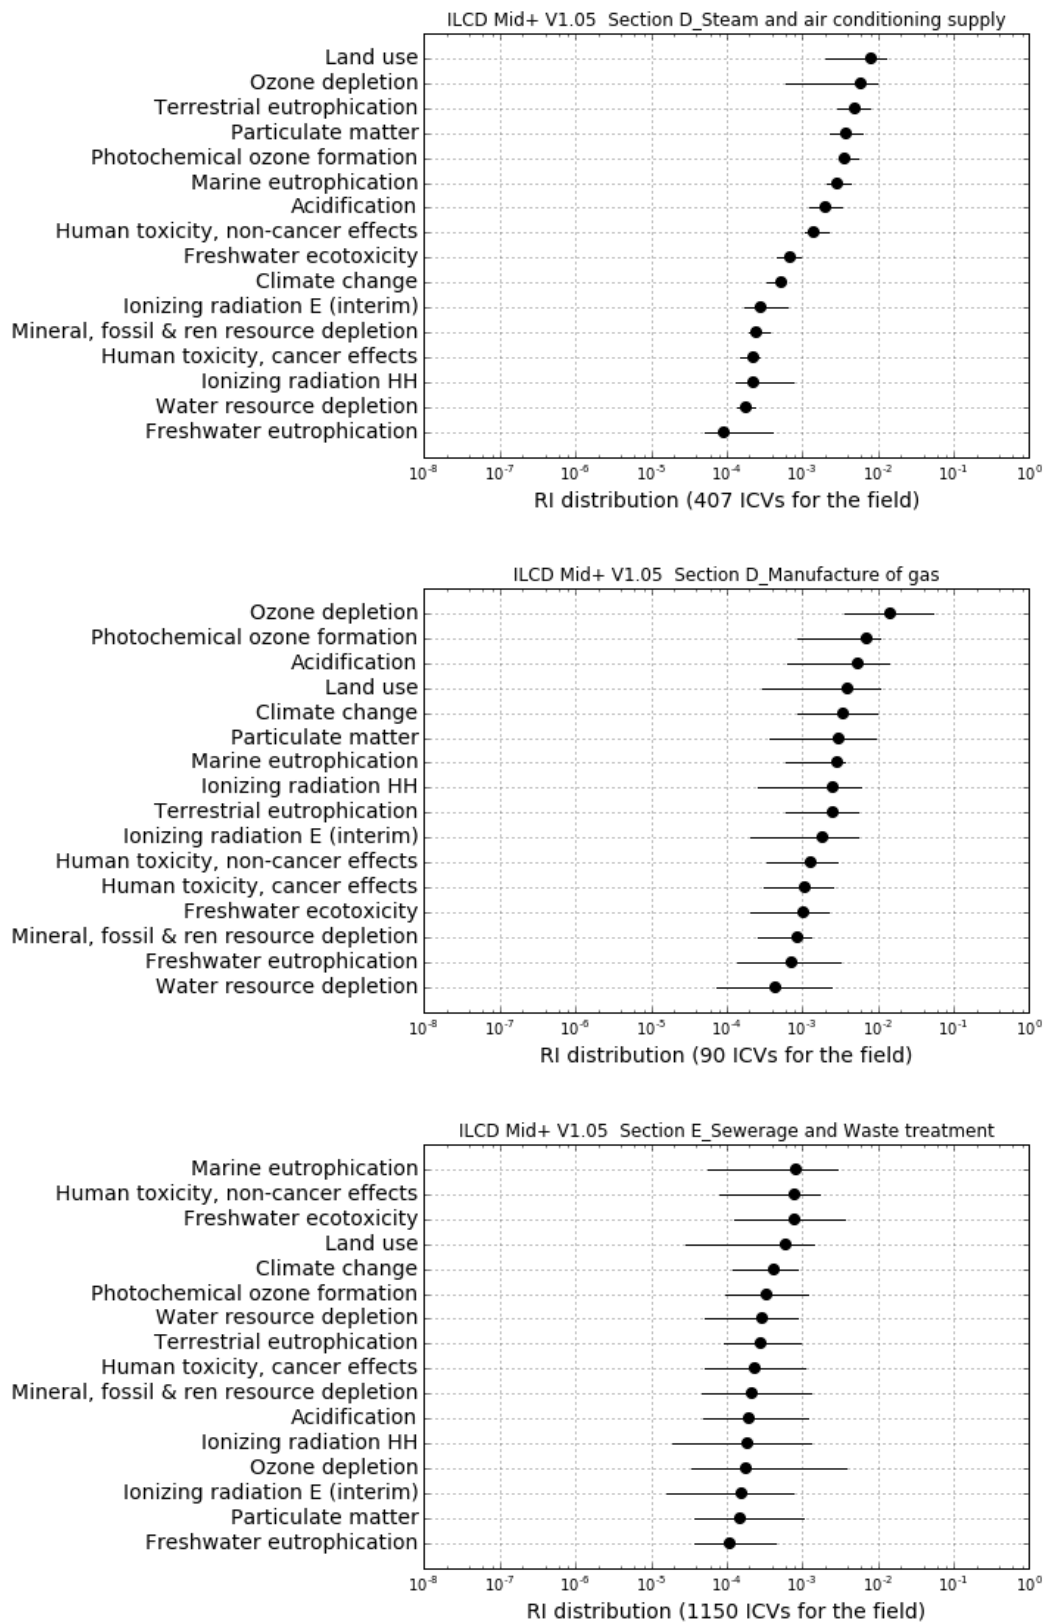 ILCD Mid+ V1.05  Section D_Steam and air conditioning supply
Land use
Ozone depletion
Terrestrial eutrophication
Particulate matter
Photochemical ozone formation
Marine eutrophication
Acidification
Human toxicity, non-cancer effects
Freshwater ecotoxicity
Climate change
Ionizing radiation E (interim)
Mineral, fossil & ren resource depletion
Human toxicity, cancer effects
Ionizing radiation HH
Water resource depletion
Freshwater eutrophication
10⁻⁸ 10⁻⁷ 10⁻⁶ 10⁻⁵ 10⁻⁴ 10⁻³ 10⁻² 10⁻¹ 10⁰
RI distribution (407 ICVs for the field)
ILCD Mid+ V1.05  Section D_Manufacture of gas
Ozone depletion
Photochemical ozone formation
Acidification
Land use
Climate change
Particulate matter
Marine eutrophication
Ionizing radiation HH
Terrestrial eutrophication
Ionizing radiation E (interim)
Human toxicity, non-cancer effects
Human toxicity, cancer effects
Freshwater ecotoxicity
Mineral, fossil & ren resource depletion
Freshwater eutrophication
Water resource depletion
10⁻⁸ 10⁻⁷ 10⁻⁶ 10⁻⁵ 10⁻⁴ 10⁻³ 10⁻² 10⁻¹ 10⁰
RI distribution (90 ICVs for the field)
ILCD Mid+ V1.05  Section E_Sewerage and Waste treatment
Marine eutrophication
Human toxicity, non-cancer effects
Freshwater ecotoxicity
Land use
Climate change
Photochemical ozone formation
Water resource depletion
Terrestrial eutrophication
Human toxicity, cancer effects
Mineral, fossil & ren resource depletion
Acidification
Ionizing radiation HH
Ozone depletion
Ionizing radiation E (interim)
Particulate matter
Freshwater eutrophication
10⁻⁸ 10⁻⁷ 10⁻⁶ 10⁻⁵ 10⁻⁴ 10⁻³ 10⁻² 10⁻¹ 10⁰
RI distribution (1150 ICVs for the field)